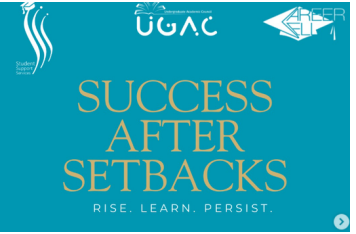 Student
Support
Services
UGAC
SUCCESS
AFTER
SETBACKS
RISE. LEARN. PERSIST.